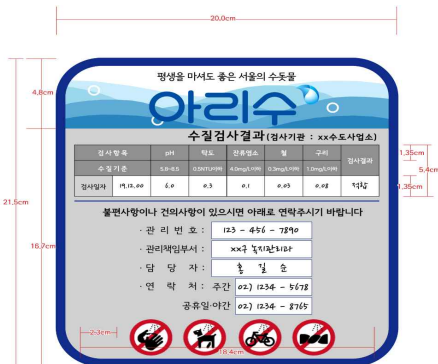 20.0cm
평생을 마셔도 좋은 서울의 수돗물
4.8cm
아리수
수질검사결과 (검사기관 : xx수도사업소)
검사항목 pH 탁도 잔류염소 철 구리 검사결과
1.35cm
수질기준 5.8-8.5 0.5NTU이하 4.0mg/L이하 0.3mg/L이하 1.0mg/L이하
5.4cm
검사일자 19.12.00 6.0 0.3 0.1 0.03 0.08 적합
1.35cm
21.5cm
불편사항이나 건의사항이 있으시면 아래로 연락주시기 바랍니다
16.7cm
· 관 리 번 호 : 123 - 456 - 7890
· 관리책임부서 : xx구 녹지관리과
· 담 당 자 : 홍 길 순
· 연 락 처 : 주간 02) 1234 - 5678
공휴일·야간 02) 1234 - 8765
2.3cm
18.4cm